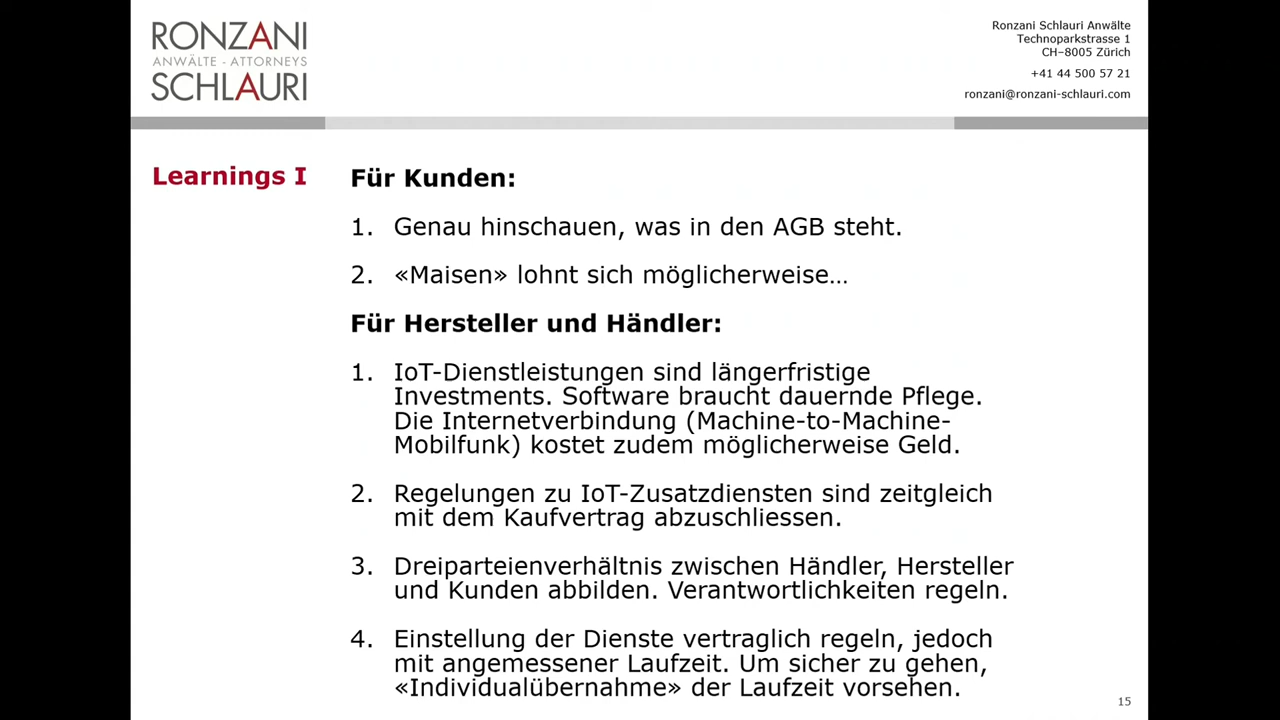 RONZANI
ANWÄLTE - ATTORNEYS
SCHLAURI
Ronzani Schlauri Anwälte
Technoparkstrasse 1
CH–8005 Zürich
+41 44 500 57 21
ronzani@ronzani-schlauri.com
Learnings I
Für Kunden:
1. Genau hinschauen, was in den AGB steht.
2. «Maisen» lohnt sich möglicherweise…
Für Hersteller und Händler:
1. IoT-Dienstleistungen sind längerfristige
Investments. Software braucht dauernde Pflege.
Die Internetverbindung (Machine-to-Machine-
Mobilfunk) kostet zudem möglicherweise Geld.
2. Regelungen zu IoT-Zusatzdiensten sind zeitgleich
mit dem Kaufvertrag abzuschliessen.
3. Dreiparteienverhältnis zwischen Händler, Hersteller
und Kunden abbilden. Verantwortlichkeiten regeln.
4. Einstellung der Dienste vertraglich regeln, jedoch
mit angemessener Laufzeit. Um sicher zu gehen,
«Individualübernahme» der Laufzeit vorsehen.
15